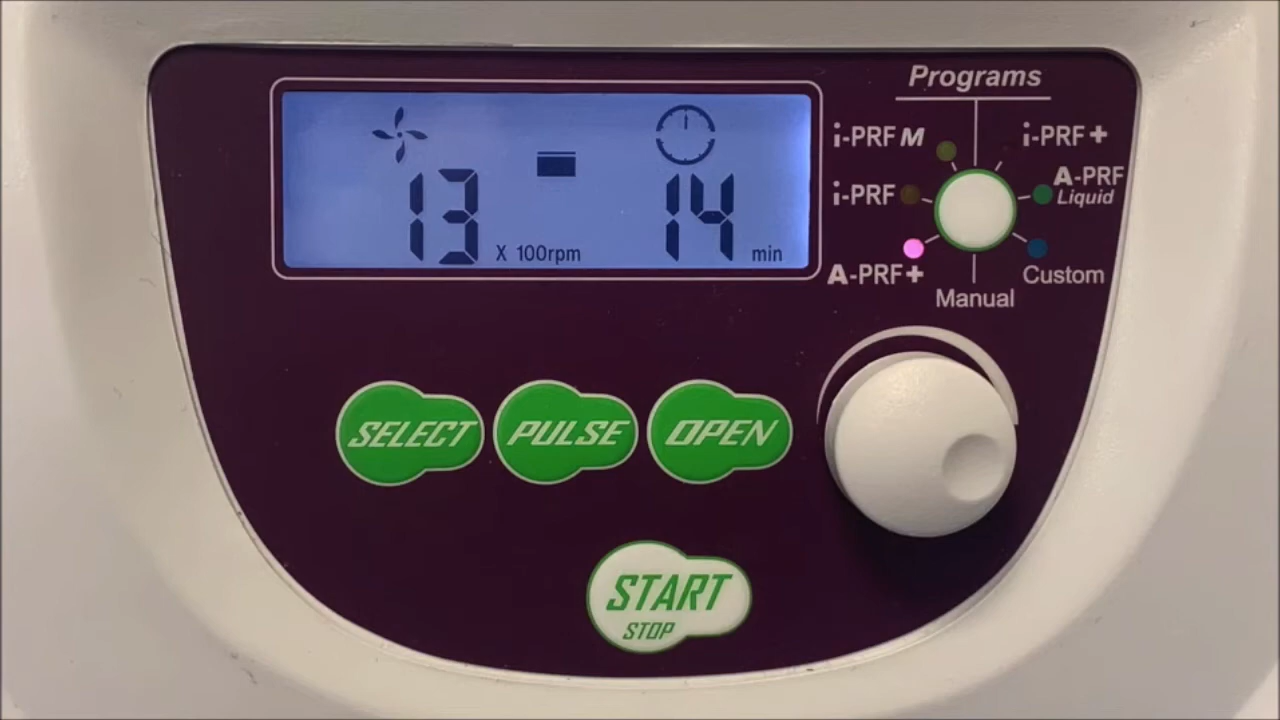 Programs
i-PRF M
i-PRF +
i-PRF
A-PRF
Liquid
A-PRF+
Custom
Manual
13 X 100rpm
14 min
SELECT
PULSE
OPEN
START
STOP